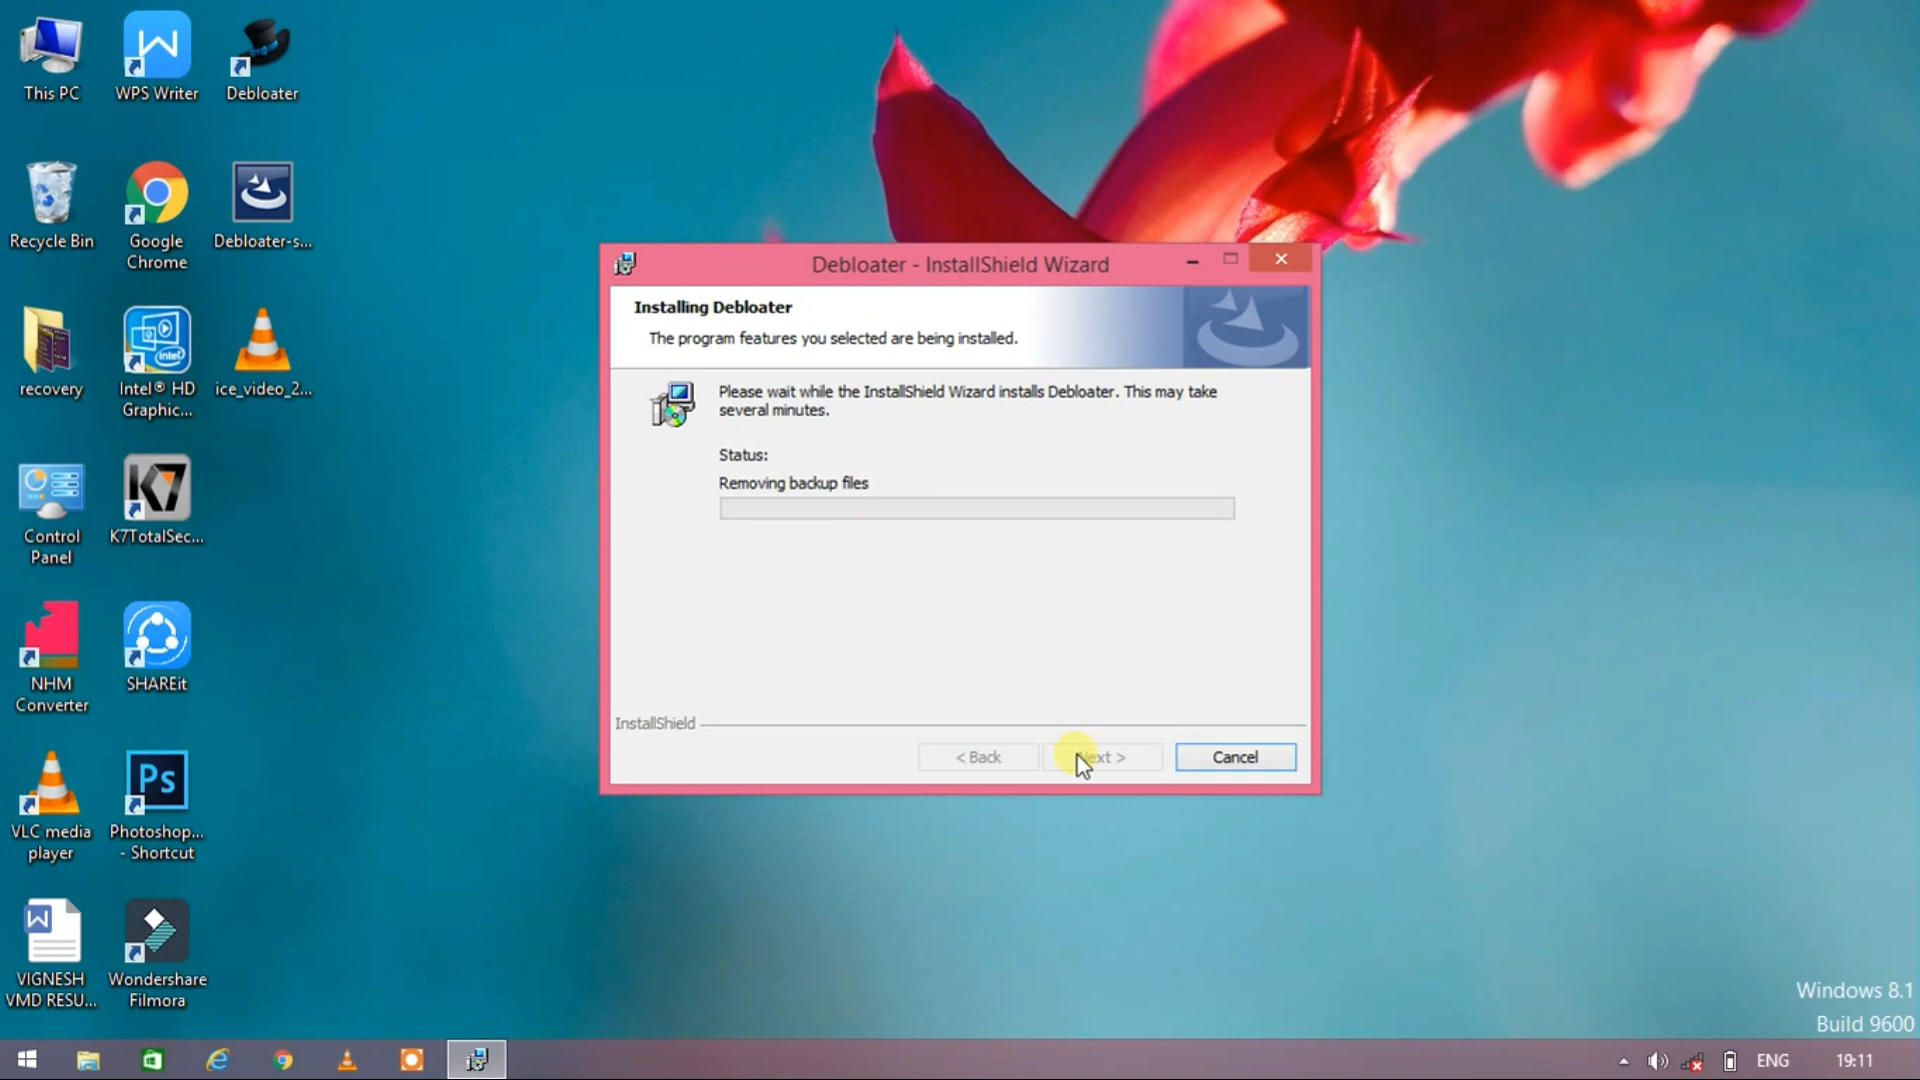 This PC
WPS Writer
Debloater
Recycle Bin
Google
Chrome
Debloater-s...
recovery
Intel® HD
Graphic...
ice_video_2...
Control
Panel
K7TotalSec...
NHM
Converter
SHAREit
VLC media
player
Photoshop...
- Shortcut
VIGNESH
VMD RESU...
Wondershare
Filmora
Debloater - InstallShield Wizard
Installing Debloater
The program features you selected are being installed.
Please wait while the InstallShield Wizard installs Debloater. This may take
several minutes.
Status:
Removing backup files
InstallShield
< Back
Next >
Cancel
Windows 8.1
Build 9600
ENG
19:11